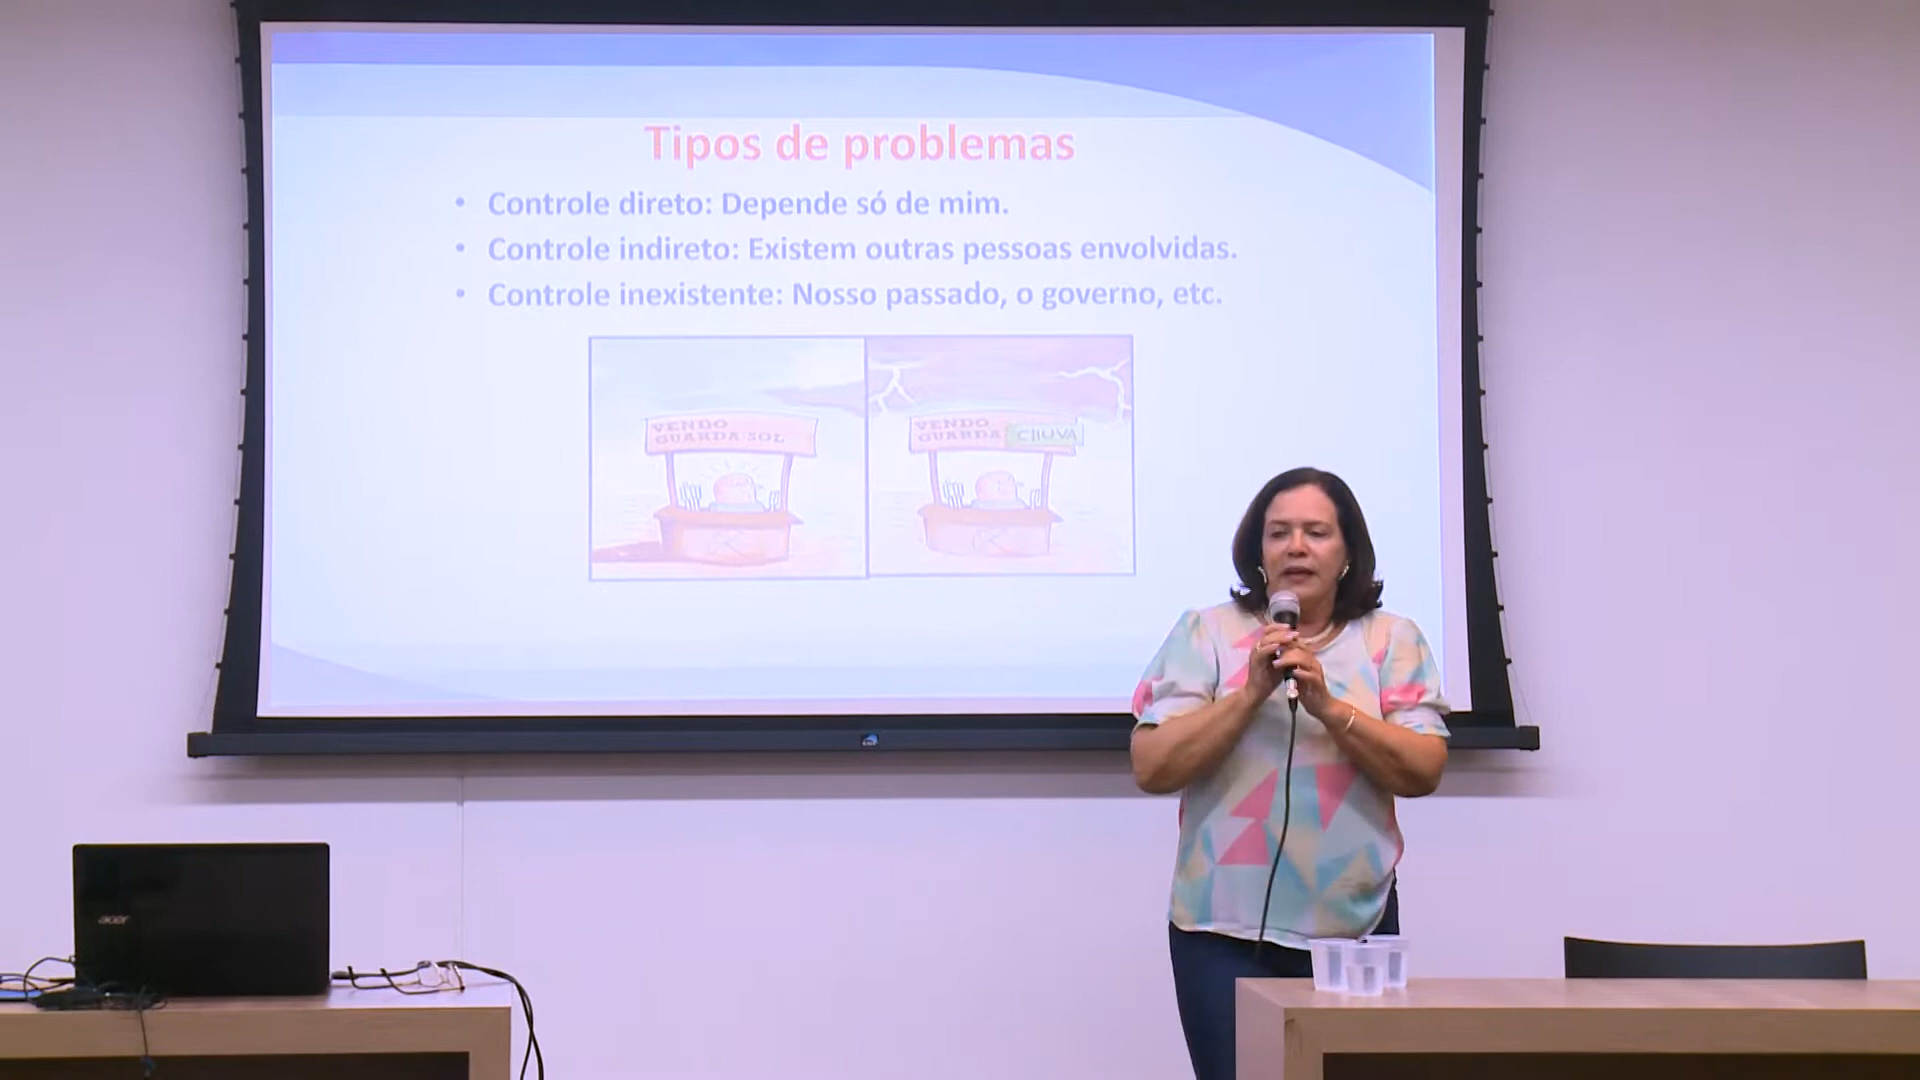 Tipos de problemas
• Controle direto: Depende só de mim.
• Controle indireto: Existem outras pessoas envolvidas.
• Controle inexistente: Nosso passado, o governo, etc.
VENDO
GUARDA-SOL
VENDO
GUARDA CHUVA
acer